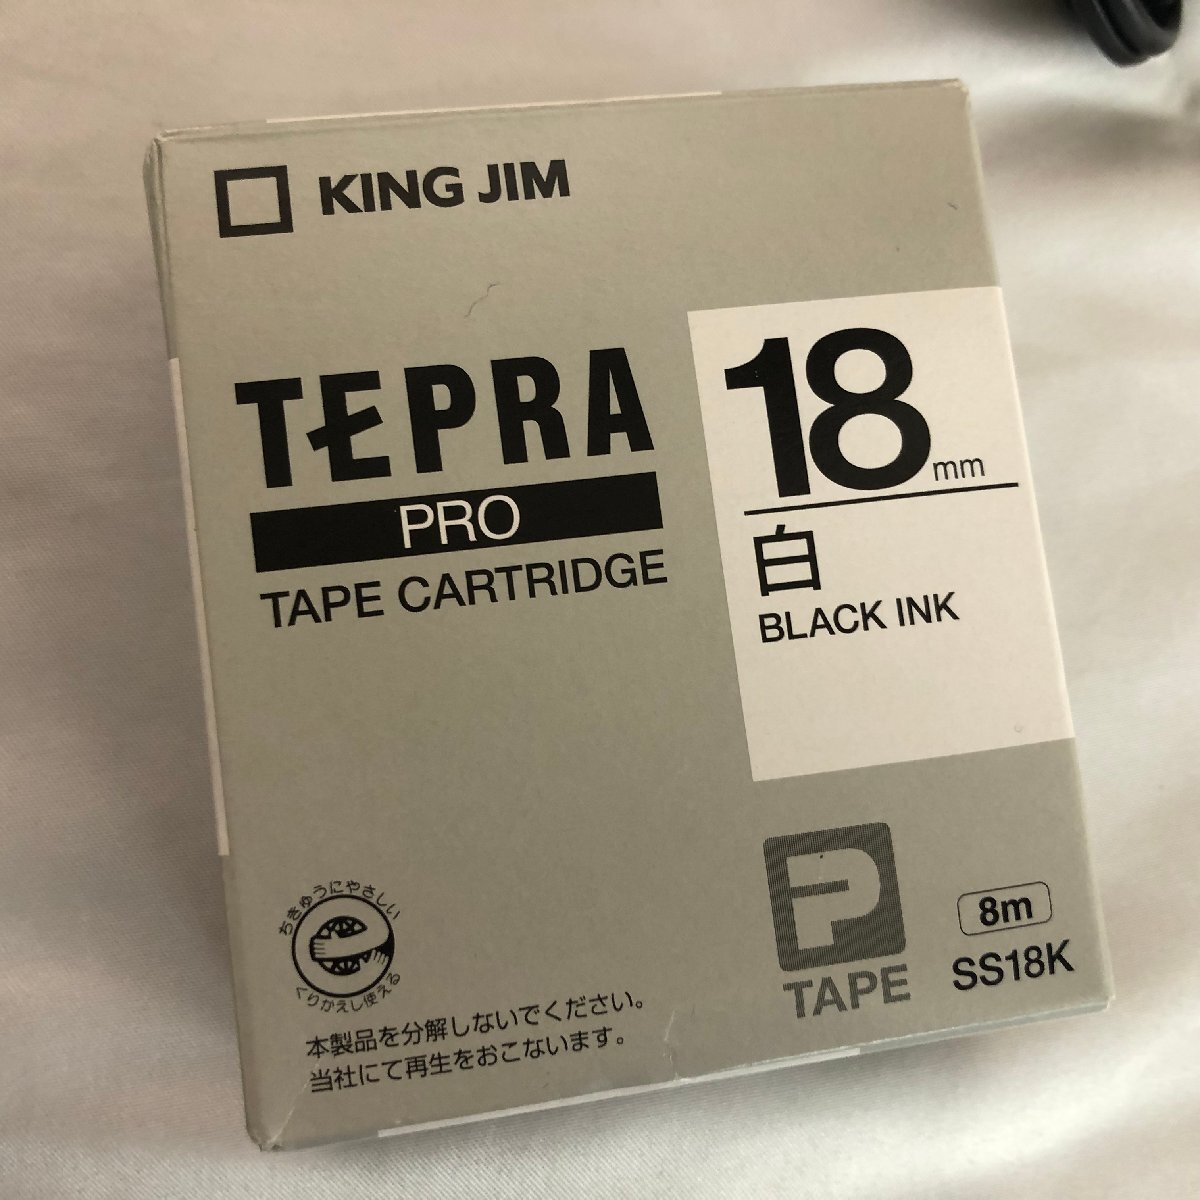 KING JIM
TEPRA
PRO
TAPE CARTRIDGE
18mm
白
BLACK INK
ちきゅうにやさしい
くりかえし使える
本製品を分解しないでください。
当社にて再生をおこないます。
TAPE
8m
SS18K